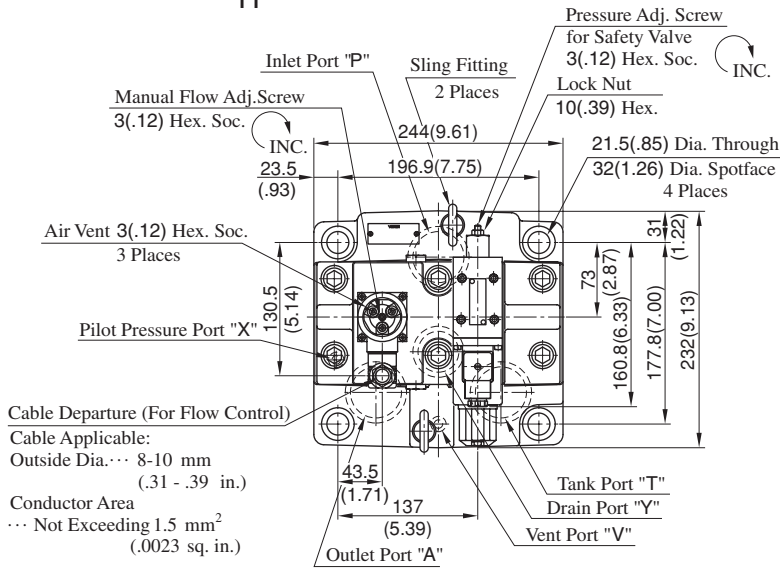 Pressure Adj. Screw
for Safety Valve
3(.12) Hex. Soc.
INC.
Inlet Port "P"
Sling Fitting
2 Places
Lock Nut
10(.39) Hex.
Manual Flow Adj.Screw
3(.12) Hex. Soc.
INC.
244(9.61)
21.5(.85) Dia. Through
32(1.26) Dia. Spotface
4 Places
23.5
(.93)
196.9(7.75)
31
(1.22)
Air Vent 3(.12) Hex. Soc.
3 Places
73
(2.87)
130.5
(5.14)
160.8(6.33)
177.8(7.00)
232(9.13)
Pilot Pressure Port "X"
Cable Departure (For Flow Control)
Cable Applicable:
Outside Dia.··· 8-10 mm
(.31 - .39 in.)
Conductor Area
··· Not Exceeding 1.5 mm²
(.0023 sq. in.)
43.5
(1.71)
137
(5.39)
Tank Port "T"
Drain Port "Y"
Vent Port "V"
Outlet Port "A"